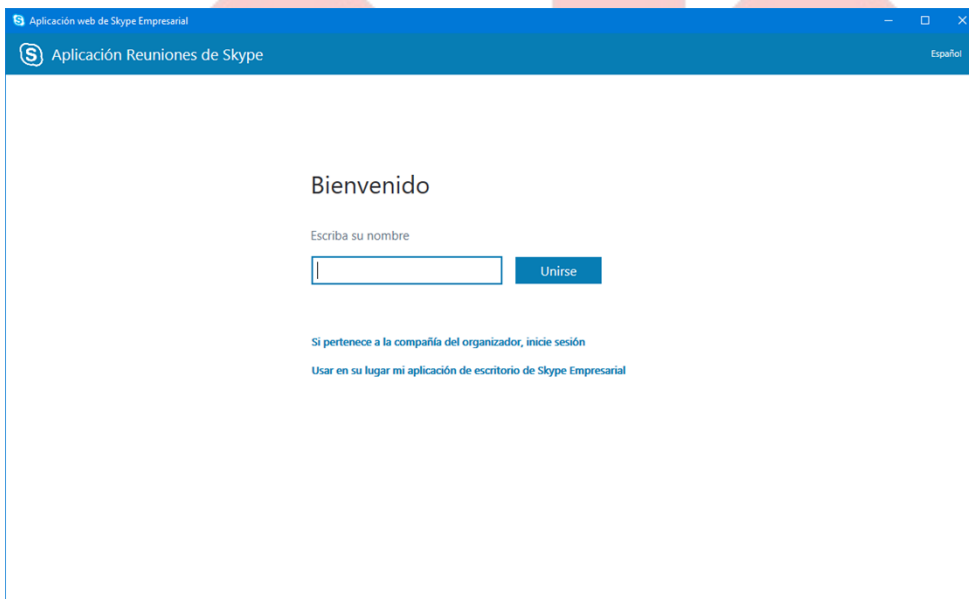 Aplicación web de Skype Empresarial
Aplicación Reuniones de Skype
Español
Bienvenido
Escriba su nombre
Unirse
Si pertenece a la compañía del organizador, inicie sesión
Usar en su lugar mi aplicación de escritorio de Skype Empresarial